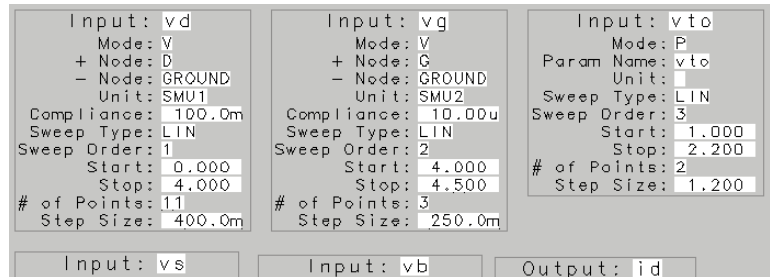 Input: vd
Mode: V
+ Node: D
- Node: GROUND
Unit: SMU1
Compliance: 100.0m
Sweep Type: LIN
Sweep Order: 1
Start: 0.000
Stop: 4.000
# of Points: 11
Step Size: 400.0m
Input: vg
Mode: V
+ Node: G
- Node: GROUND
Unit: SMU2
Compliance: 10.00u
Sweep Type: LIN
Sweep Order: 2
Start: 4.000
Stop: 4.500
# of Points: 3
Step Size: 250.0m
Input: vto
Mode: P
Param Name: vto
Unit:
Sweep Type: LIN
Sweep Order: 3
Start: 1.000
Stop: 2.200
# of Points: 2
Step Size: 1.200
Input: vs
Input: vb
Output: id